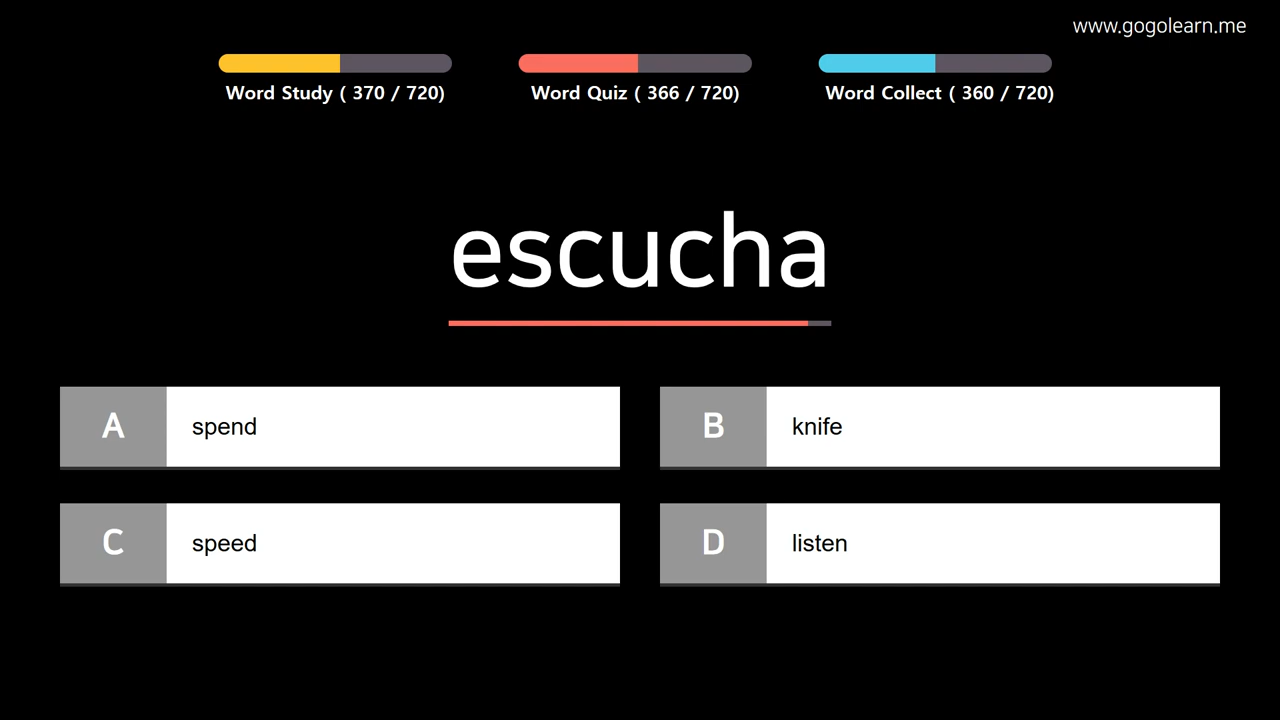 www.gogolearn.me
Word Study ( 370 / 720)
Word Quiz ( 366 / 720)
Word Collect ( 360 / 720)
escucha
A spend
B knife
C speed
D listen